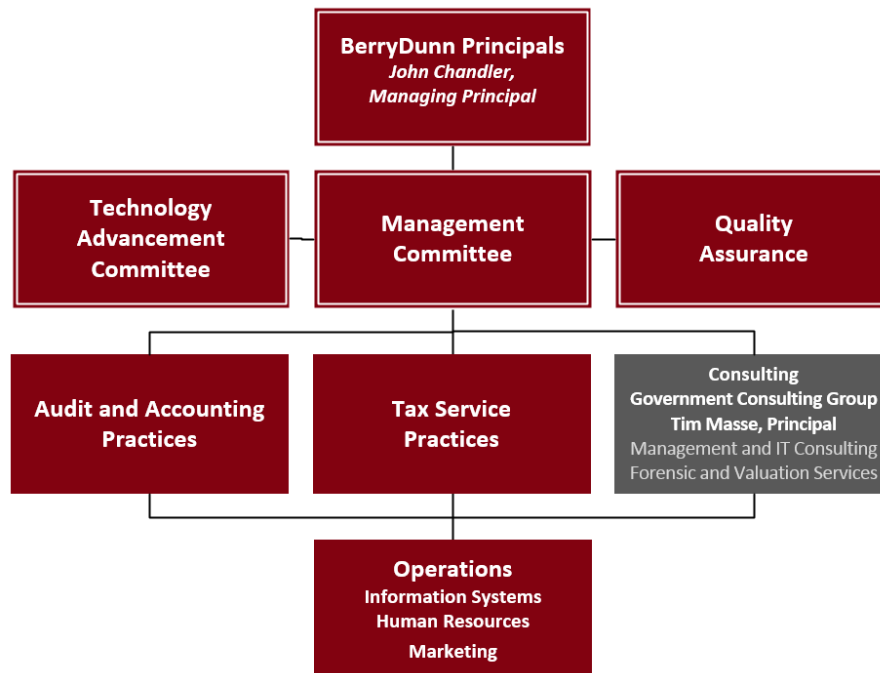 BerryDunn Principals
John Chandler,
Managing Principal
Technology
Advancement
Committee
Management
Committee
Quality
Assurance
Audit and Accounting
Practices
Tax Service
Practices
Consulting
Government Consulting Group
Tim Masse, Principal
Management and IT Consulting
Forensic and Valuation Services
Operations
Information Systems
Human Resources
Marketing